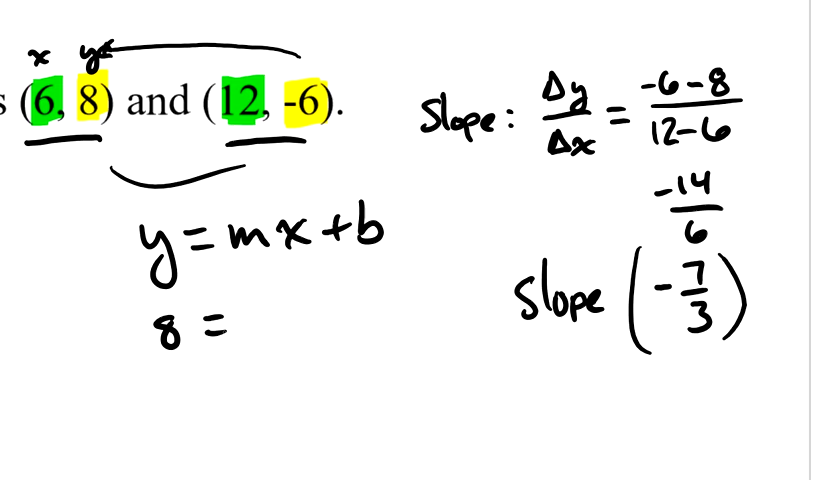 x y
s (6, 8) and (12, -6).
Slope: Δy/Δx = -6-8/12-6
-14/6
y = mx + b
slope (-7/3)
8 =